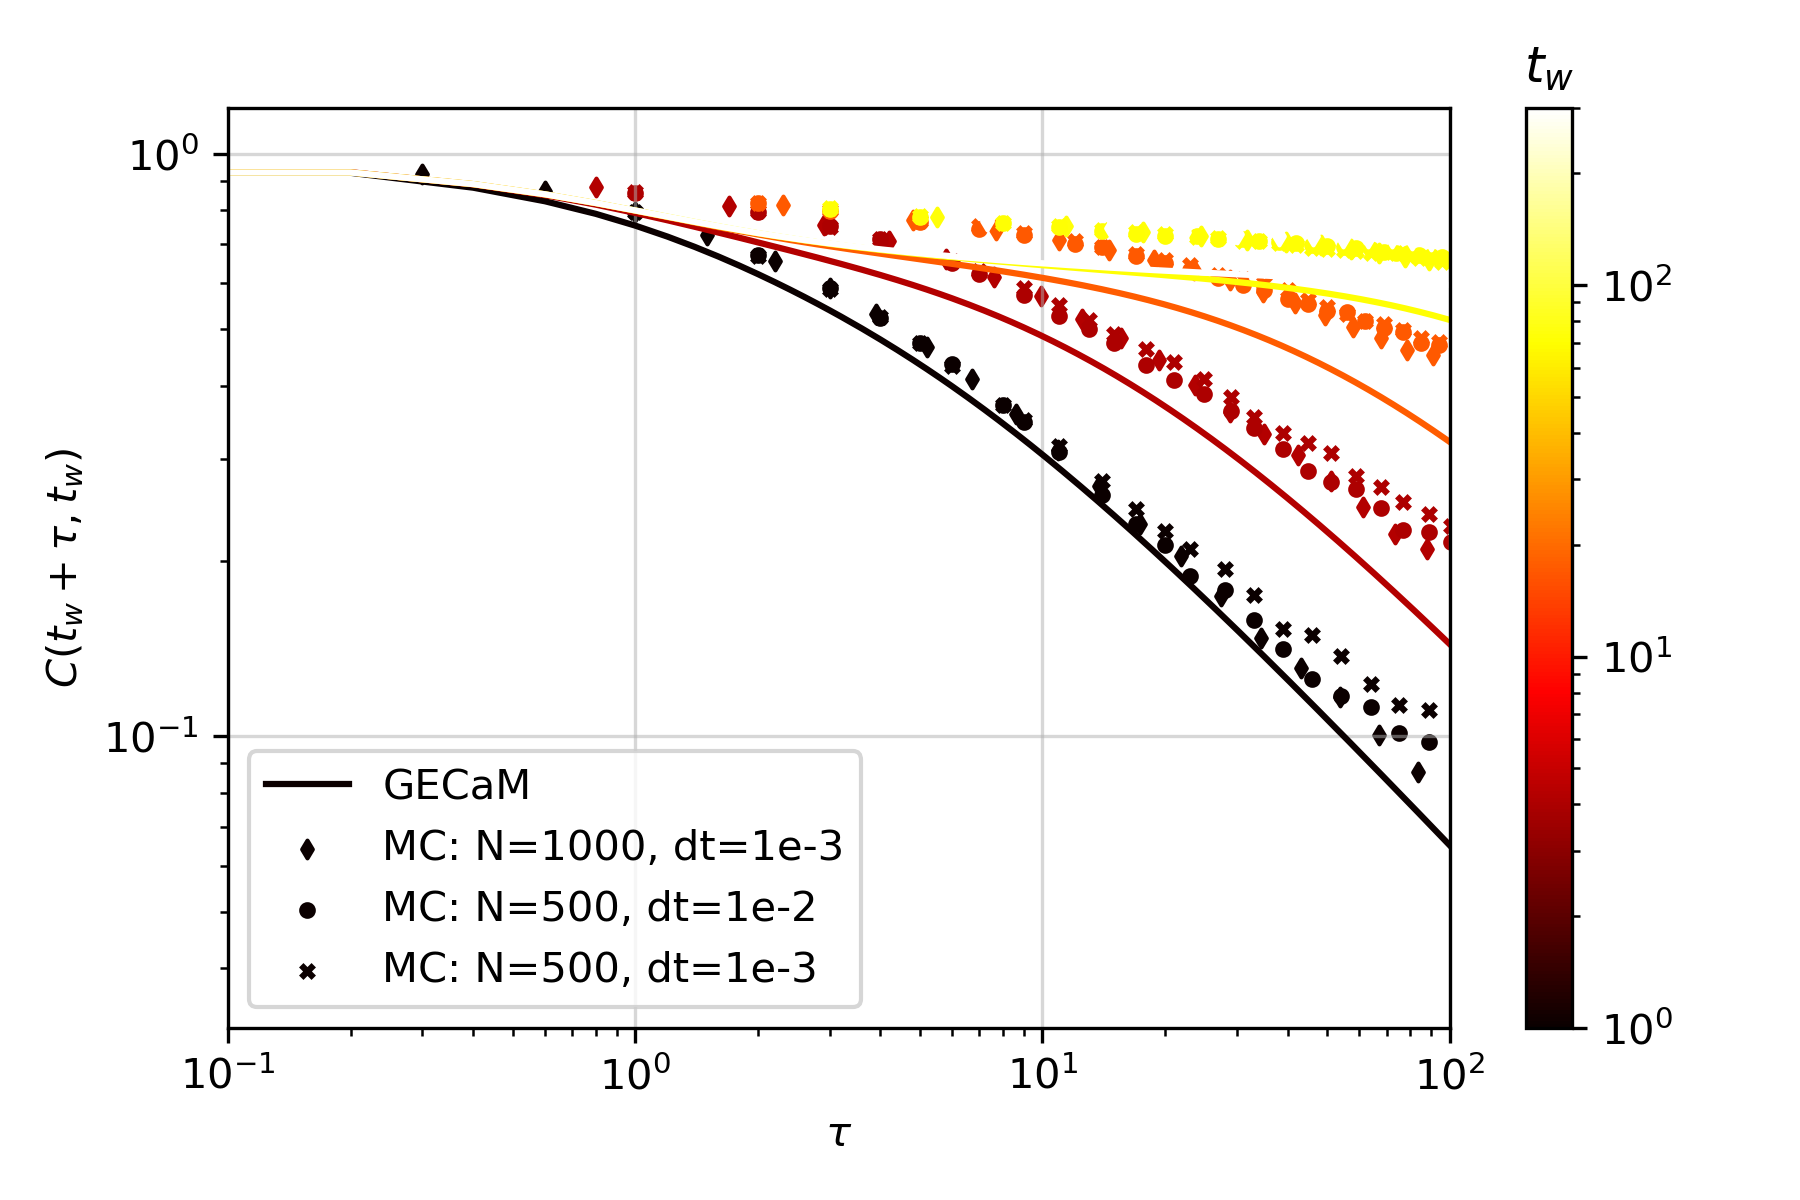 t_w
10^0
10^-1
C(t_w + τ, t_w)
GECaM
MC: N=1000, dt=1e-3
MC: N=500, dt=1e-2
MC: N=500, dt=1e-3
10^-1 10^0 10^1 10^2
τ
10^2
10^1
10^0